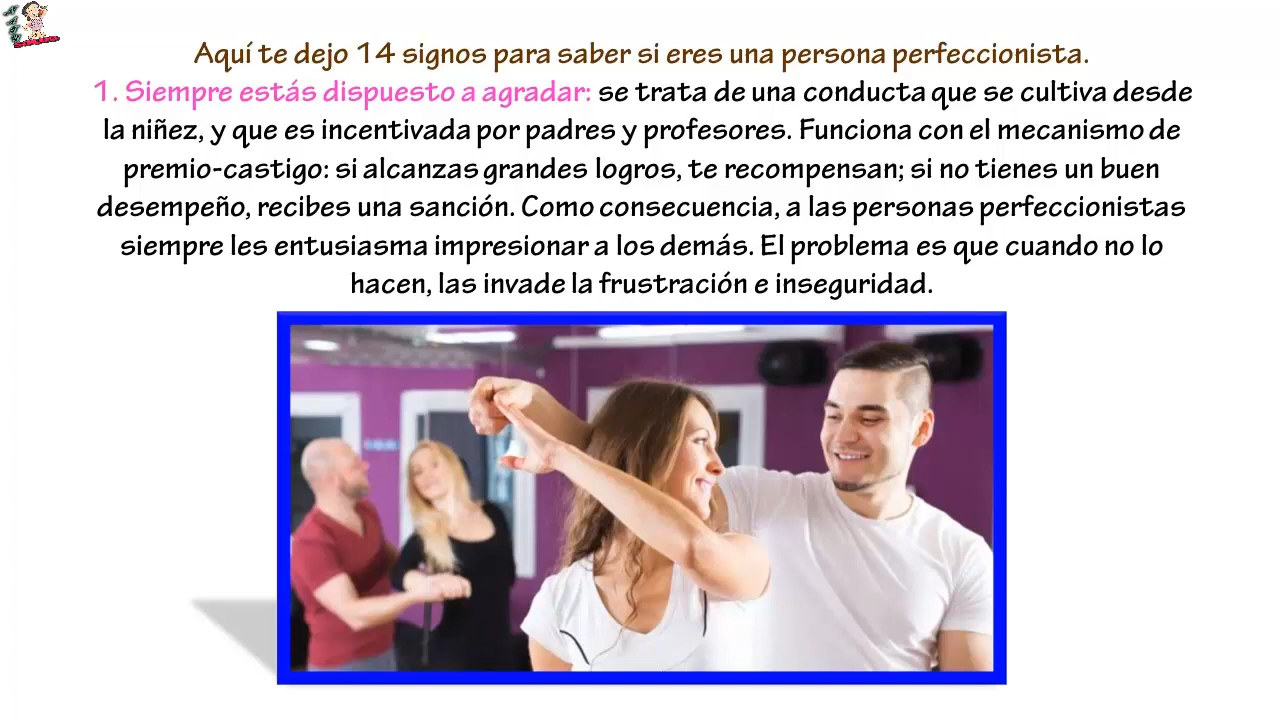 Aquí te dejo 14 signos para saber si eres una persona perfeccionista.
1. Siempre estás dispuesto a agradar: se trata de una conducta que se cultiva desde
la niñez, y que es incentivada por padres y profesores. Funciona con el mecanismo de
premio-castigo: si alcanzas grandes logros, te recompensan; si no tienes un buen
desempeño, recibes una sanción. Como consecuencia, a las personas perfeccionistas
siempre les entusiasma impresionar a los demás. El problema es que cuando no lo
hacen, las invade la frustración e inseguridad.